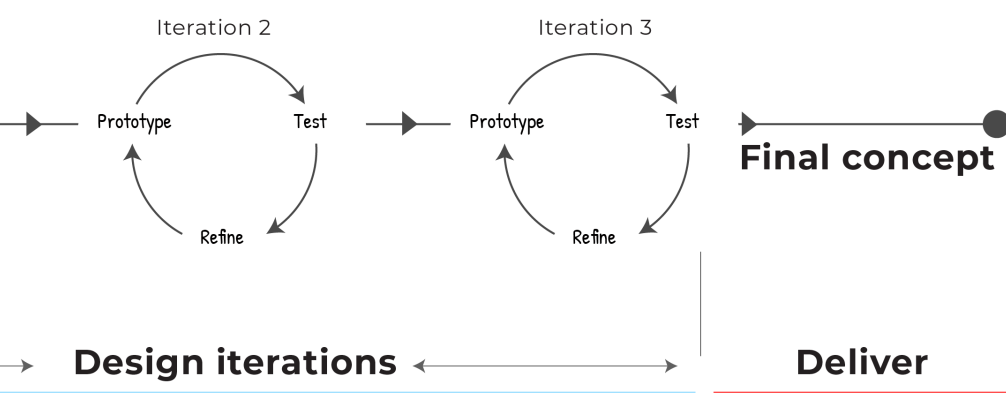 Iteration 2
Iteration 3
Prototype
Test
Prototype
Test
Final concept
Refine
Refine
Design iterations
Deliver